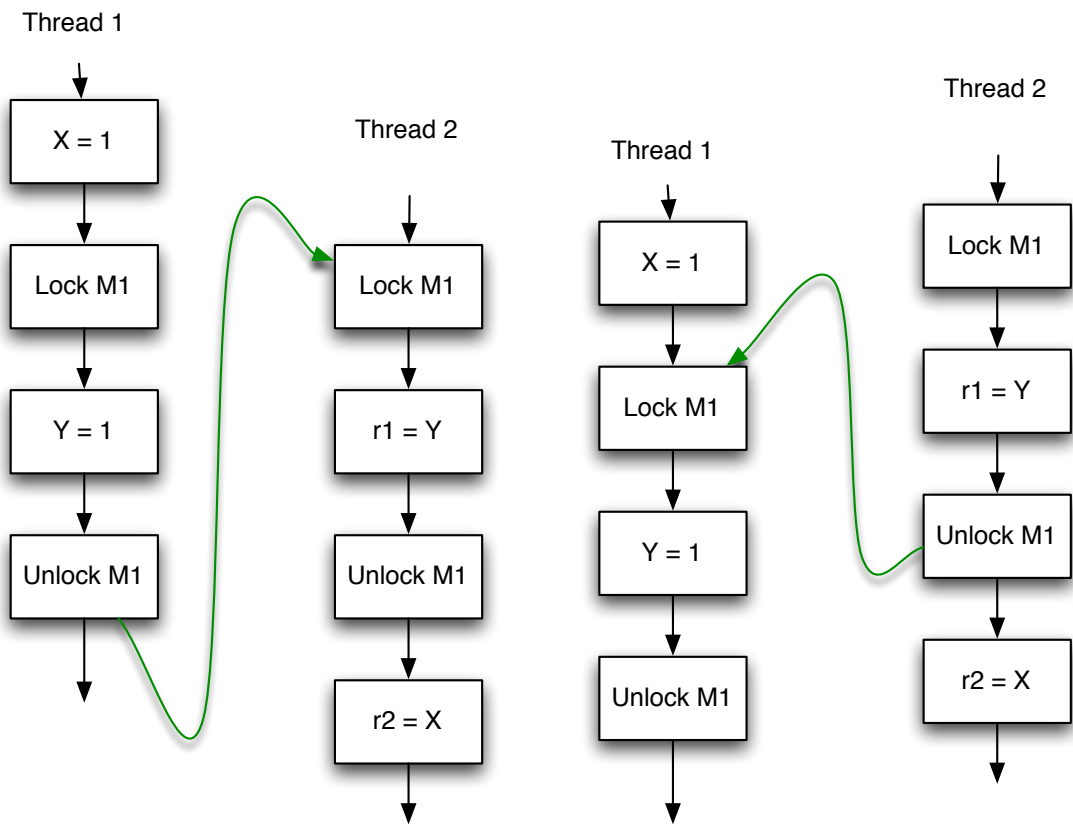 Thread 1
X = 1
Lock M1
Y = 1
Unlock M1
Thread 2
Lock M1
r1 = Y
Unlock M1
r2 = X
Thread 1
X = 1
Lock M1
Y = 1
Unlock M1
Thread 2
Lock M1
r1 = Y
Unlock M1
r2 = X